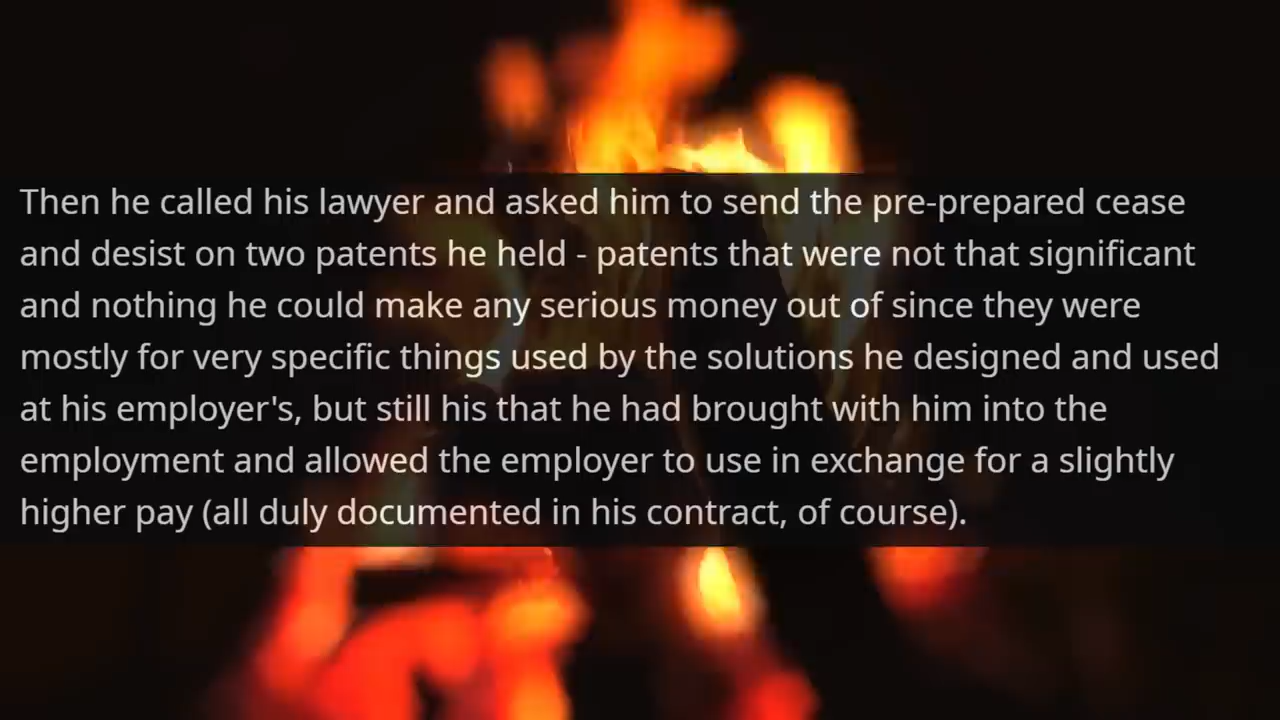 Then he called his lawyer and asked him to send the pre-prepared cease
and desist on two patents he held - patents that were not that significant
and nothing he could make any serious money out of since they were
mostly for very specific things used by the solutions he designed and used
at his employer's, but still his that he had brought with him into the
employment and allowed the employer to use in exchange for a slightly
higher pay (all duly documented in his contract, of course).